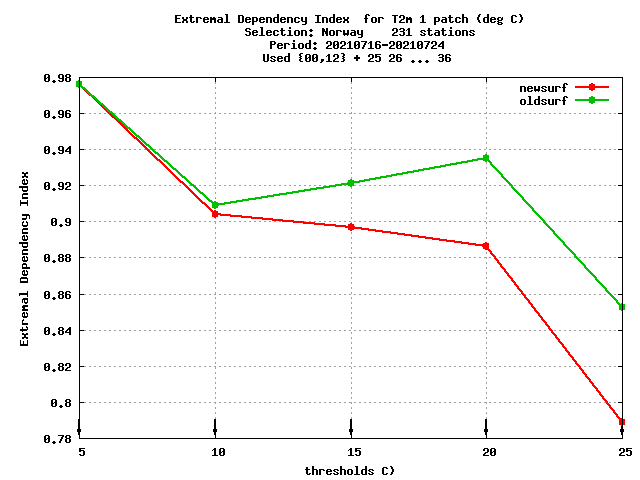 Extremal Dependency Index  for T2m 1 patch (deg C)
Selection: Norway    231 stations
Period: 20210716-20210724
Used {00,12} + 25 26 ... 36
newsurf
oldsurf
Extremal Dependency Index
0,98
0,96
0,94
0,92
0,9
0,88
0,86
0,84
0,82
0,8
0,78
5
10
15
20
25
thresholds C)